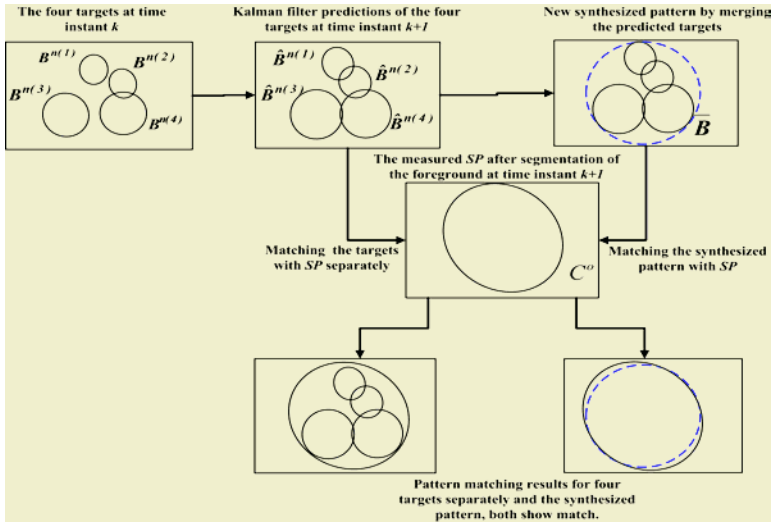 The four targets at time
instant k
Kalman filter predictions of the four
targets at time instant k+1
New synthesized pattern by merging
the predicted targets
B^n(1)
B^n(2)
B^n(3)
B^n(4)
B̂^n(1)
B̂^n(2)
B̂^n(3)
B̂^n(4)
B̅
The measured SP after segmentation of
the foreground at time instant k+1
Matching the targets
with SP separately
C^o
Matching the synthesized
pattern with SP
Pattern matching results for four
targets separately and the synthesized
pattern, both show match.